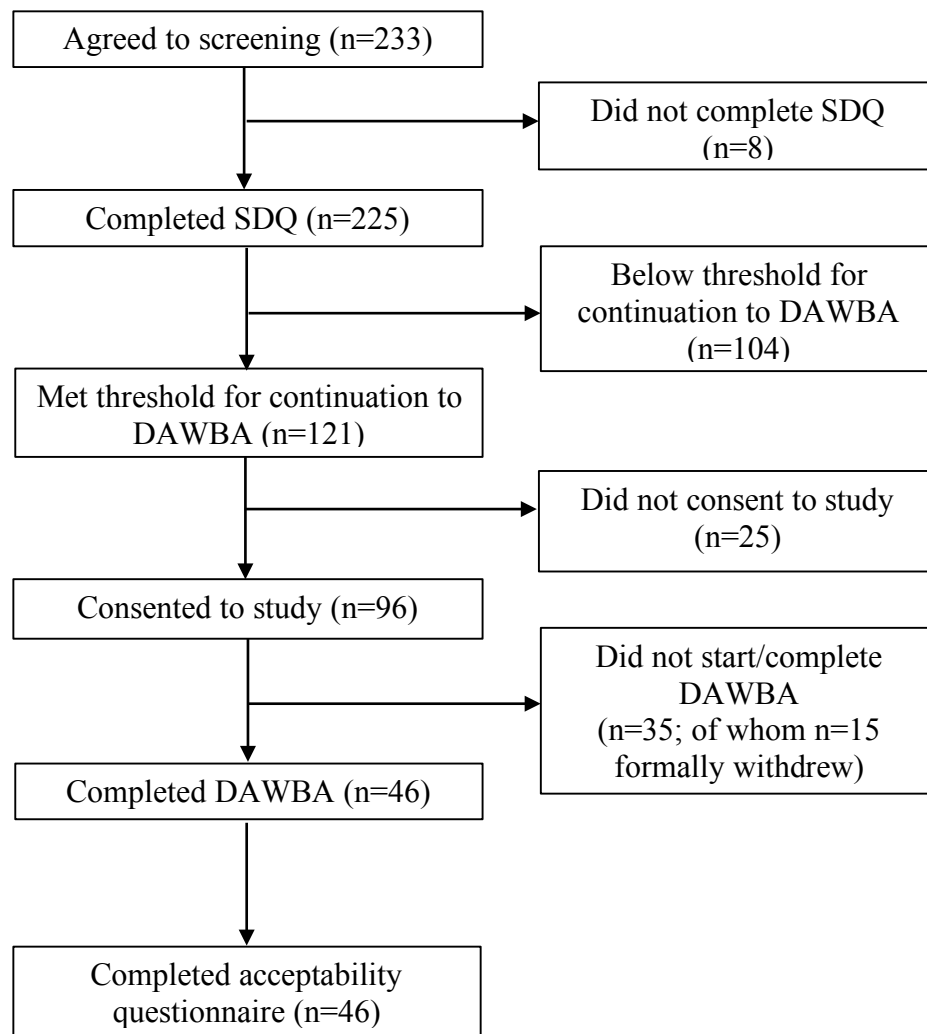 Agreed to screening (n=233)
Did not complete SDQ
(n=8)
Completed SDQ (n=225)
Below threshold for
continuation to DAWBA
(n=104)
Met threshold for continuation to
DAWBA (n=121)
Did not consent to study
(n=25)
Consented to study (n=96)
Did not start/complete
DAWBA
(n=35; of whom n=15
formally withdrew)
Completed DAWBA (n=46)
Completed acceptability
questionnaire (n=46)